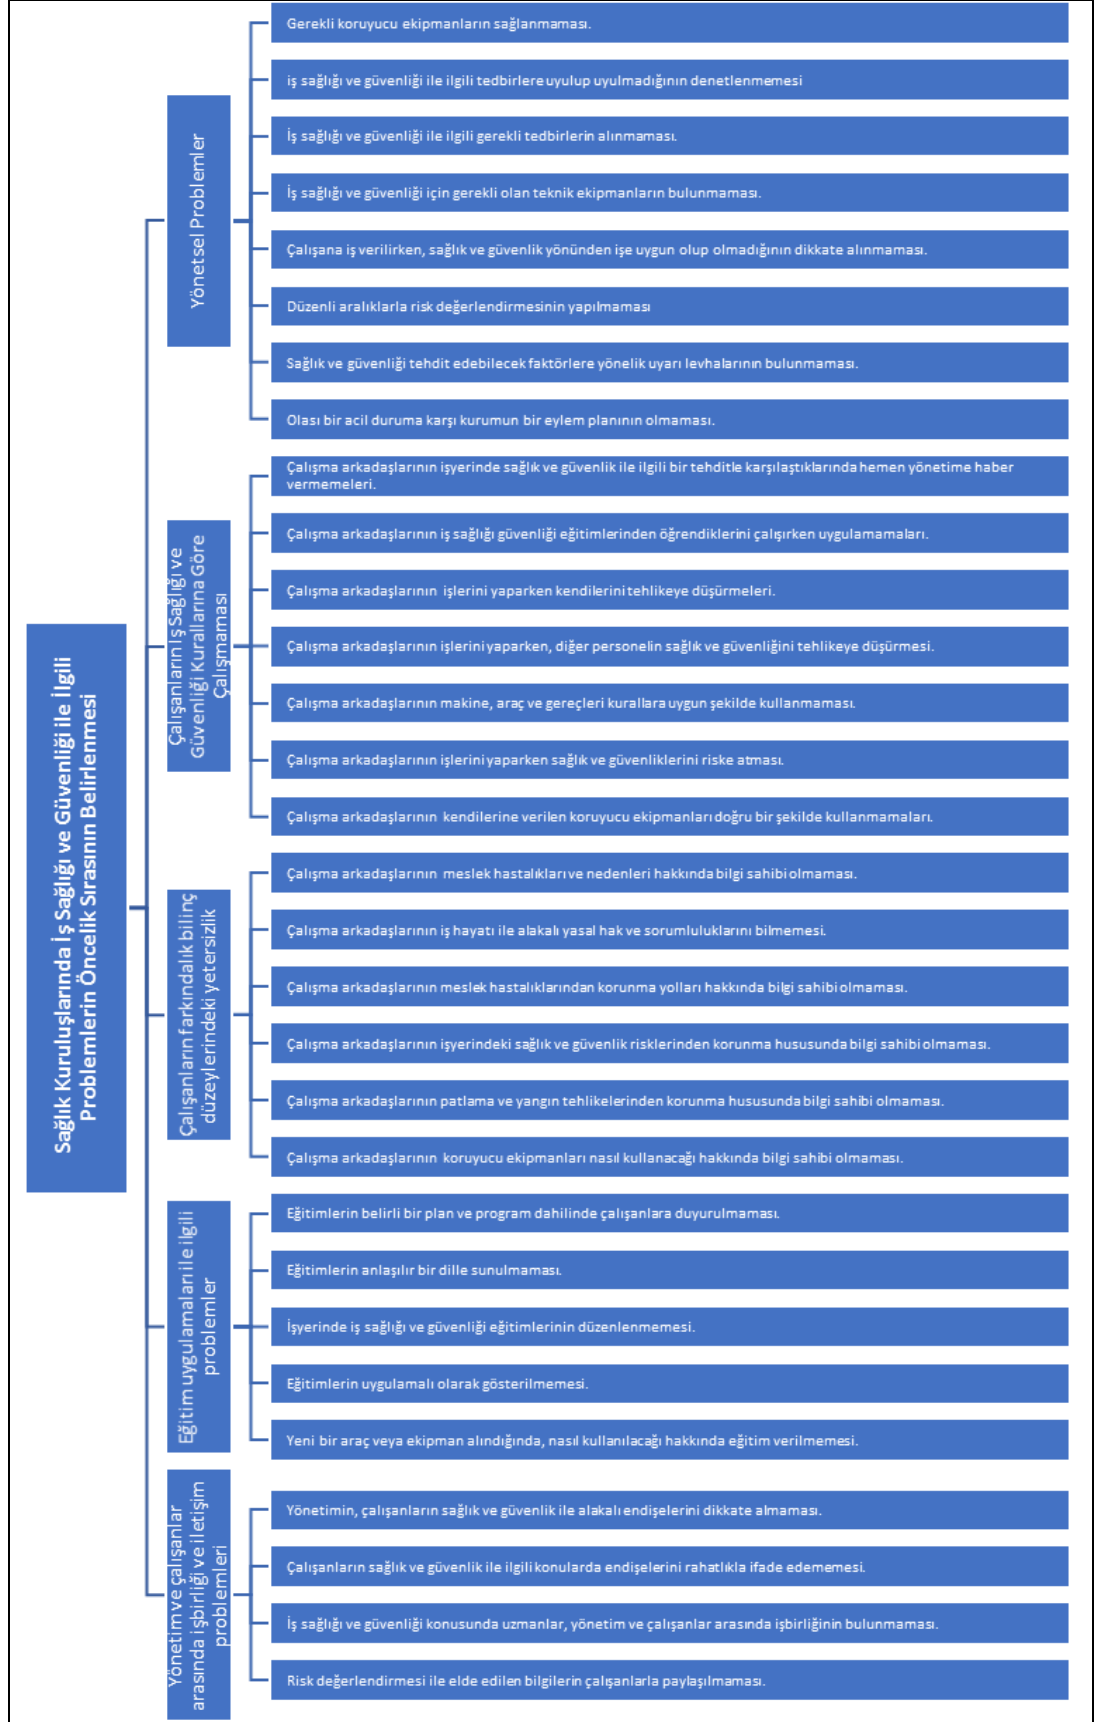 Sağlık Kuruluşlarında İş Sağlığı ve Güvenliği ile İlgili
Problemlerin Öncelik Sırasının Belirlenmesi
Yönetsel Problemler
Gerekli koruyucu ekipmanların sağlanmaması.
iş sağlığı ve güvenliği ile ilgili tedbirlere uyulup uyulmadığının denetlenmemesi
İş sağlığı ve güvenliği ile ilgili gerekli tedbirlerin alınmaması.
İş sağlığı ve güvenliği için gerekli olan teknik ekipmanların bulunmaması.
Çalışana iş verilirken, sağlık ve güvenlik yönünden işe uygun olup olmadığının dikkate alınmaması.
Düzenli aralıklarla risk değerlendirmesinin yapılmaması
Sağlık ve güvenliği tehdit edebilecek faktörlere yönelik uyarı levhalarının bulunmaması.
Olası bir acil duruma karşı kurumun bir eylem planının olmaması.
Çalışanların İş Sağlığı ve
Güvenliği Kurallarına Göre
Çalışmaması
Çalışma arkadaşlarının işyerinde sağlık ve güvenlik ile ilgili bir tehditle karşılaştıklarında hemen yönetime haber
vermemeleri.
Çalışma arkadaşlarının iş sağlığı güvenliği eğitimlerinden öğrendiklerini çalışırken uygulamamaları.
Çalışma arkadaşlarının işlerini yaparken kendilerini tehlikeye düşürmeleri.
Çalışma arkadaşlarının işlerini yaparken, diğer personelin sağlık ve güvenliğini tehlikeye düşürmesi.
Çalışma arkadaşlarının makine, araç ve gereçleri kurallara uygun şekilde kullanmaması.
Çalışma arkadaşlarının işlerini yaparken sağlık ve güvenliklerini riske atması.
Çalışma arkadaşlarının kendilerine verilen koruyucu ekipmanları doğru bir şekilde kullanmamaları.
Çalışanların farkındalık bilinç
düzeylerindeki yetersizlik
Çalışma arkadaşlarının meslek hastalıkları ve nedenleri hakkında bilgi sahibi olmaması.
Çalışma arkadaşlarının iş hayatı ile alakalı yasal hak ve sorumluluklarını bilmemesi.
Çalışma arkadaşlarının meslek hastalıklarından korunma yolları hakkında bilgi sahibi olmaması.
Çalışma arkadaşlarının işyerindeki sağlık ve güvenlik risklerinden korunma hususunda bilgi sahibi olmaması.
Çalışma arkadaşlarının patlama ve yangın tehlikelerinden korunma hususunda bilgi sahibi olmaması.
Çalışma arkadaşlarının koruyucu ekipmanları nasıl kullanacağı hakkında bilgi sahibi olmaması.
Eğitim uygulamaları ile ilgili
problemler
Eğitimlerin belirli bir plan ve program dahilinde çalışanlara duyurulmaması.
Eğitimlerin anlaşılır bir dille sunulmaması.
İşyerinde iş sağlığı ve güvenliği eğitimlerinin düzenlenmemesi.
Eğitimlerin uygulamalı olarak gösterilmemesi.
Yeni bir araç veya ekipman alındığında, nasıl kullanılacağı hakkında eğitim verilmemesi.
Yönetim ve çalışanlar
arasında işbirliği ve iletişim
problemleri
Yönetimin, çalışanların sağlık ve güvenlik ile alakalı endişelerini dikkate almaması.
Çalışanların sağlık ve güvenlik ile ilgili konularda endişelerini rahatlıkla ifade edememesi.
İş sağlığı ve güvenliği konusunda uzmanlar, yönetim ve çalışanlar arasında işbirliğinin bulunmaması.
Risk değerlendirmesi ile elde edilen bilgilerin çalışanlarla paylaşılmaması.